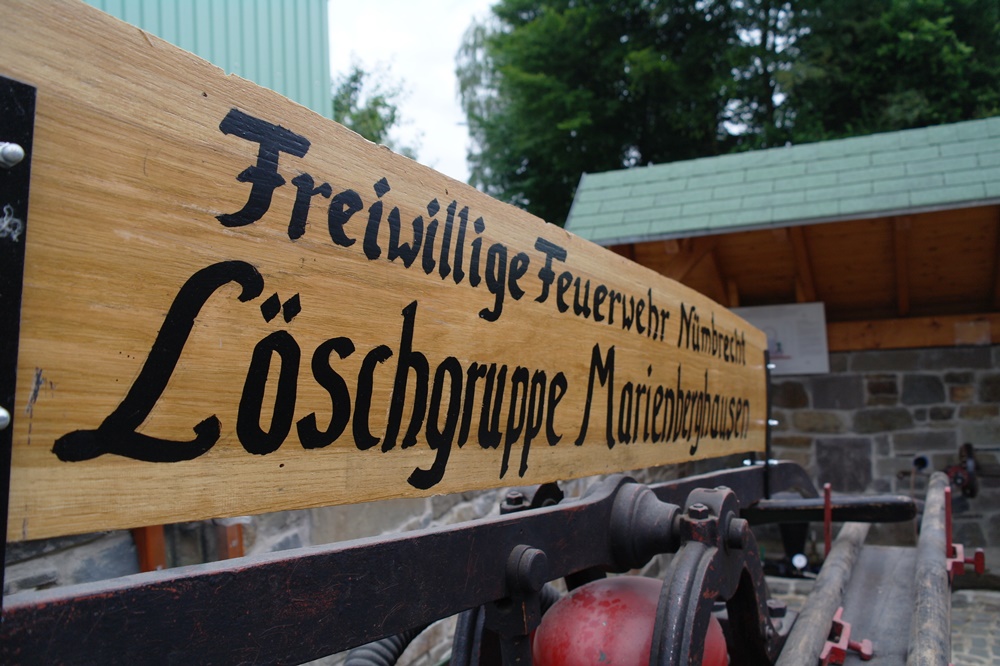 Freiwillige Feuerwehr Nümbrecht
Löschgruppe Marienberghausen